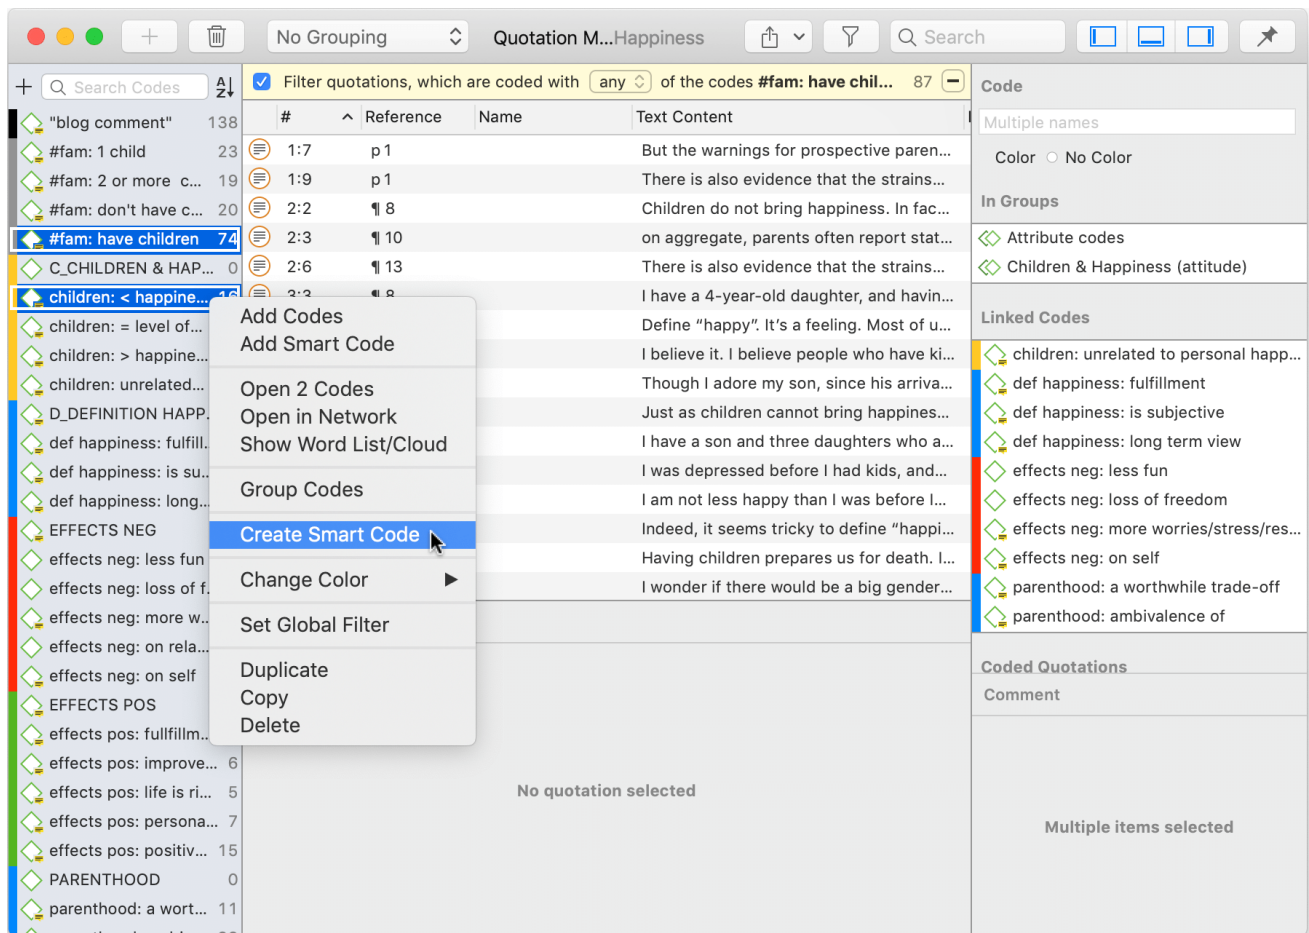 No Grouping
Quotation M...Happiness
Search
Search Codes
A
Z
"blog comment" 138
#fam: 1 child 23
#fam: 2 or more c... 19
#fam: don't have c... 20
#fam: have children 74
C_CHILDREN & HAP... 0
children: < happine... 16
children: = level of...
children: > happine...
children: unrelated...
D_DEFINITION HAPP.
def happiness: fulfill..
def happiness: is su..
def happiness: long..
EFFECTS NEG
effects neg: less fun
effects neg: loss of f.
effects neg: more w..
effects neg: on rela...
effects neg: on self
EFFECTS POS
effects pos: fullfillm..
effects pos: improve... 6
effects pos: life is ri... 5
effects pos: persona... 7
effects pos: positiv... 15
PARENTHOOD 0
parenthood: a wort... 11
Filter quotations, which are coded with any of the codes #fam: have chil... 87
# Reference Name Text Content
1:7 p 1 But the warnings for prospective paren...
1:9 p 1 There is also evidence that the strains...
2:2 ¶ 8 Children do not bring happiness. In fac...
2:3 ¶ 10 on aggregate, parents often report stat...
2:6 ¶ 13 There is also evidence that the strains...
3:3 ¶ 8 I have a 4-year-old daughter, and havin...
Define “happy”. It’s a feeling. Most of u...
I believe it. I believe people who have ki...
Though I adore my son, since his arriva...
Just as children cannot bring happines...
I have a son and three daughters who a...
I was depressed before I had kids, and...
I am not less happy than I was before I...
Indeed, it seems tricky to define “happi...
Having children prepares us for death. I...
I wonder if there would be a big gender...
Add Codes
Add Smart Code
Open 2 Codes
Open in Network
Show Word List/Cloud
Group Codes
Create Smart Code
Change Color
Set Global Filter
Duplicate
Copy
Delete
No quotation selected
Code
Multiple names
Color No Color
In Groups
Attribute codes
Children & Happiness (attitude)
Linked Codes
children: unrelated to personal happ...
def happiness: fulfillment
def happiness: is subjective
def happiness: long term view
effects neg: less fun
effects neg: loss of freedom
effects neg: more worries/stress/res...
effects neg: on self
parenthood: a worthwhile trade-off
parenthood: ambivalence of
Coded Quotations
Comment
Multiple items selected